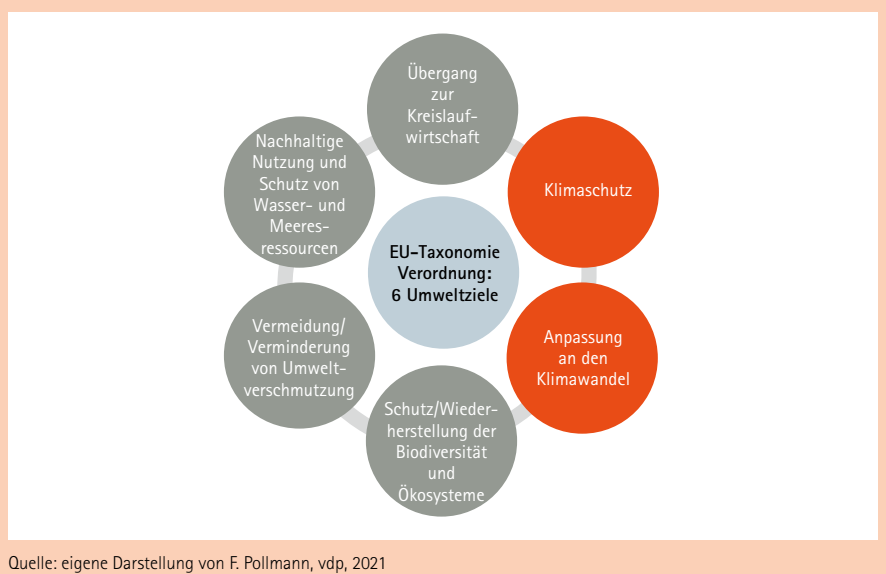 Übergang
zur
Kreislauf-
wirtschaft
Klimaschutz
Anpassung
an den
Klimawandel
Schutz/Wieder-
herstellung der
Biodiversität
und
Ökosysteme
Vermeidung/
Verminderung
von Umwelt-
verschmutzung
Nachhaltige
Nutzung und
Schutz von
Wasser- und
Meeres-
ressourcen
EU-Taxonomie
Verordnung:
6 Umweltziele
Quelle: eigene Darstellung von F. Pollmann, vdp, 2021